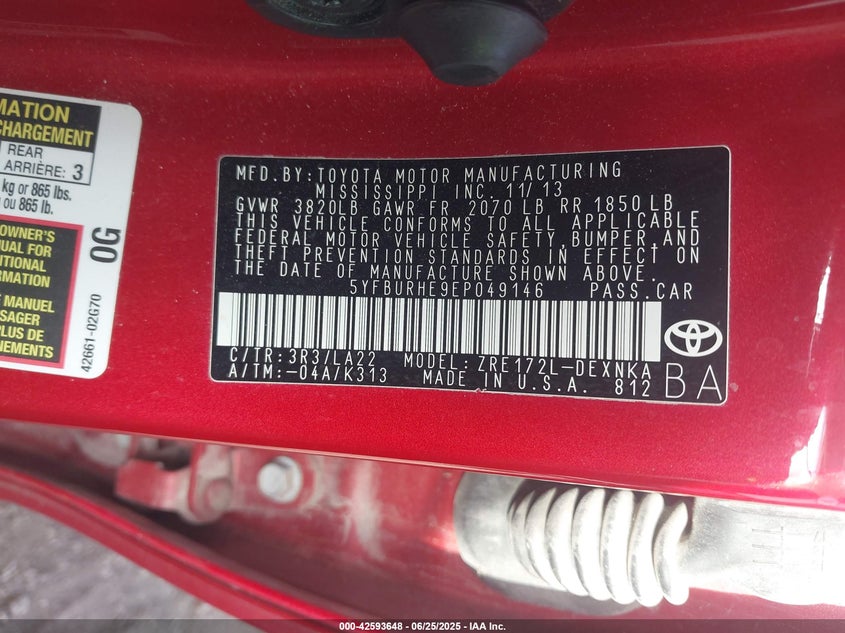 MATION
CHARGEMENT
REAR
ARRIÈRE: 3
kg or 865 lbs.
ou 865 lb.
OWNER'S
UAL FOR
ITIONAL
RMATION
E MANUEL
SAGER
PLUS DE
NEMENTS
0G
42661-02G70
MFD.BY:TOYOTA MOTOR MANUFACTURING
MISSISSIPPI INC. 11/13
GVWR 3820LB GAWR FR 2070 LB RR 1850 LB
THIS VEHICLE CONFORMS TO ALL APPLICABLE
FEDERAL MOTOR VEHICLE SAFETY,BUMPER,AND
THEFT PREVENTION STANDARDS IN EFFECT ON
THE DATE OF MANUFACTURE SHOWN ABOVE.
5YFBURHE9EP049146 PASS.CAR
C/TR:3R3/LA22 MODEL:ZRE172L-DEXNKA
A/TM:-04A/K313 MADE IN U.S.A. 812
BA
000-42593648 - 06/25/2025 - IAA Inc.